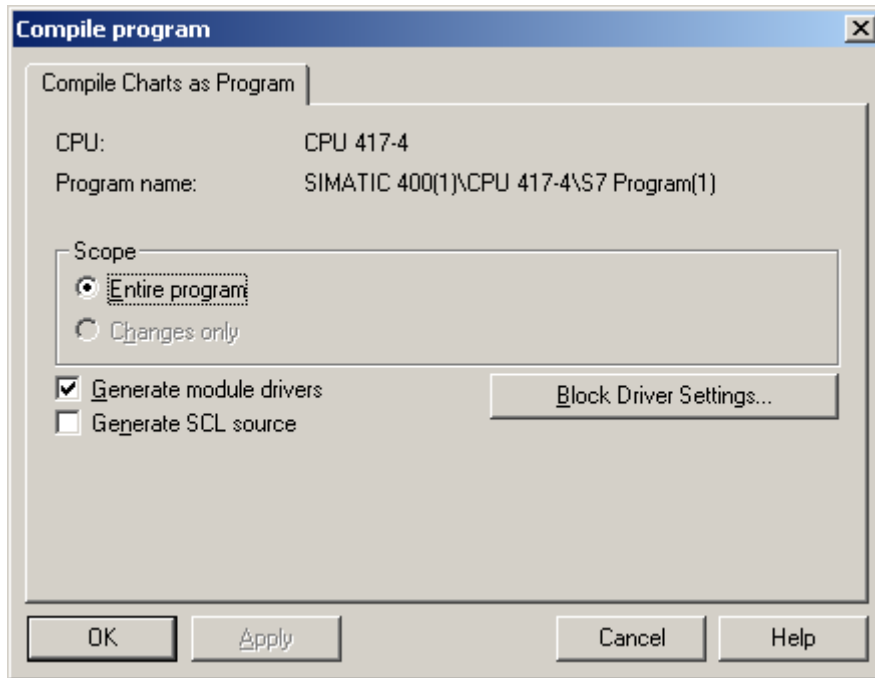 Compile program
Compile Charts as Program
CPU: CPU 417-4
Program name: SIMATIC 400(1)\CPU 417-4\S7 Program(1)
Scope
Entire program
Changes only
Generate module drivers Block Driver Settings...
Generate SCL source
OK Apply Cancel Help